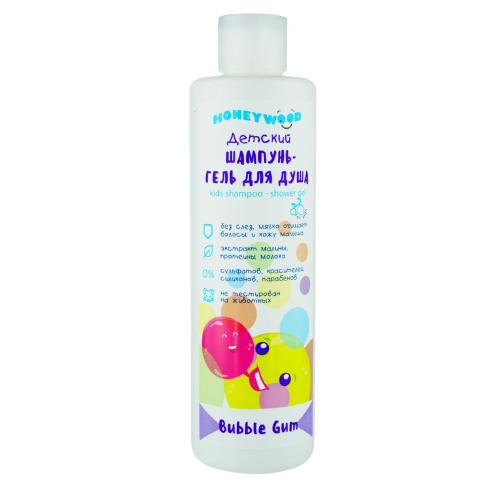 HONEYWOOD
Детский
ШАМПУНЬ-
ГЕЛЬ ДЛЯ ДУША
kids shampoo - shower gel
без слез, мягко очищает
волосы и кожу малыша
экстракт малины,
протеины молока
0%
сульфатов, красителей,
силиконов, парабенов
не тестирован
на животных
Bubble Gum